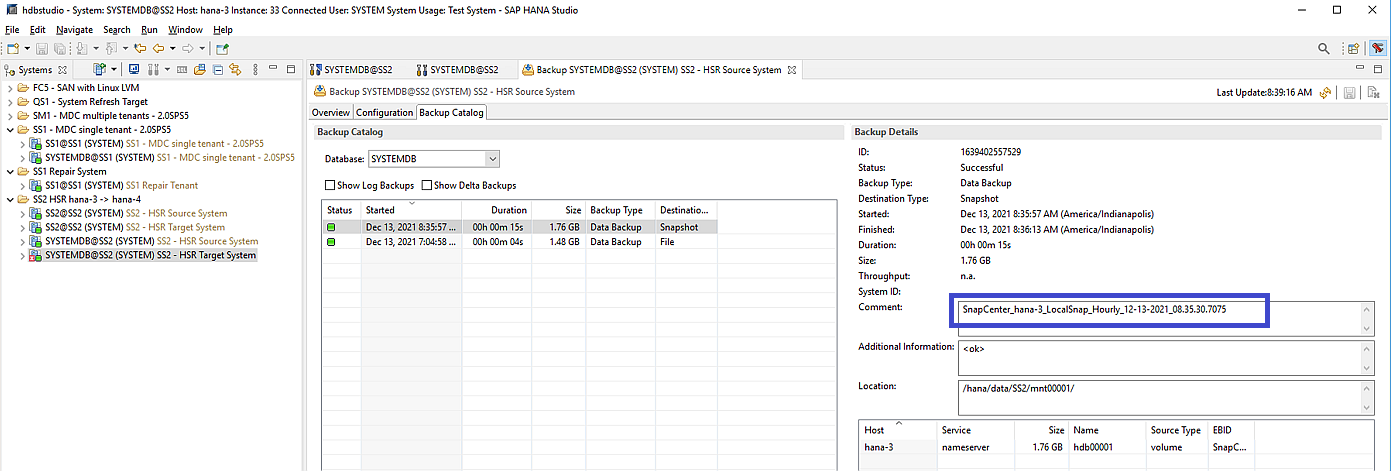 hdbstudio - System: SYSTEMDB@SS2 Host: hana-3 Instance: 33 Connected User: SYSTEM System Usage: Test System - SAP HANA Studio
File Edit Navigate Search Run Window Help
Systems
FC5 - SAN with Linux LVM
QS1 - System Refresh Target
SM1 - MDC multiple tenants - 2.0SPS5
SS1 - MDC single tenant - 2.0SPS5
SS1@SS1 (SYSTEM) SS1 - MDC single tenant - 2.0SPS5
SYSTEMDB@SS1 (SYSTEM) SS1 - MDC single tenant - 2.0SPS5
SS1 Repair System
SS1@SS1 (SYSTEM) SS1 Repair Tenant
SS2 HSR hana-3 -> hana-4
SS2@SS2 (SYSTEM) SS2 - HSR Source System
SS2@SS2 (SYSTEM) SS2 - HSR Target System
SYSTEMDB@SS2 (SYSTEM) SS2 - HSR Source System
SYSTEMDB@SS2 (SYSTEM) SS2 - HSR Target System
SYSTEMDB@SS2 SYSTEMDB@SS2 Backup SYSTEMDB@SS2 (SYSTEM) SS2 - HSR Source System
Backup SYSTEMDB@SS2 (SYSTEM) SS2 - HSR Source System
Last Update:8:39:16 AM
Overview Configuration Backup Catalog
Backup Catalog
Database: SYSTEMDB
Show Log Backups Show Delta Backups
Status Started Duration Size Backup Type Destinatio...
Dec 13, 2021 8:35:57 ... 00h 00m 15s 1.76 GB Data Backup Snapshot
Dec 13, 2021 7:04:58 ... 00h 00m 04s 1.48 GB Data Backup File
Backup Details
ID: 1639402557529
Status: Successful
Backup Type: Data Backup
Destination Type: Snapshot
Started: Dec 13, 2021 8:35:57 AM (America/Indianapolis)
Finished: Dec 13, 2021 8:36:13 AM (America/Indianapolis)
Duration: 00h 00m 15s
Size: 1.76 GB
Throughput: n.a.
System ID:
Comment: SnapCenter_hana-3_LocalSnap_Hourly_12-13-2021_08.35.30.7075
Additional Information: <ok>
Location: /hana/data/SS2/mnt00001/
Host Service Size Name Source Type EBID
hana-3 nameserver 1.76 GB hdb00001 volume SnapC...